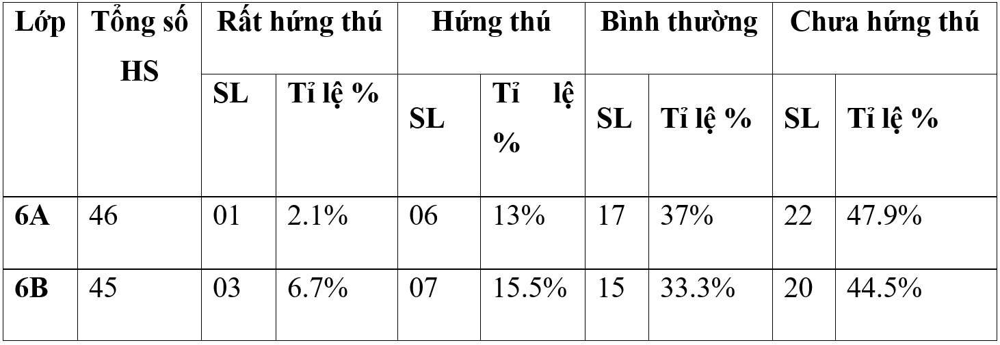 Lớp Tổng số HS Rất hứng thú Hứng thú Bình thường Chưa hứng thú
SL Tỉ lệ % SL Tỉ lệ % SL Tỉ lệ % SL Tỉ lệ %
6A 46 01 2.1% 06 13% 17 37% 22 47.9%
6B 45 03 6.7% 07 15.5% 15 33.3% 20 44.5%